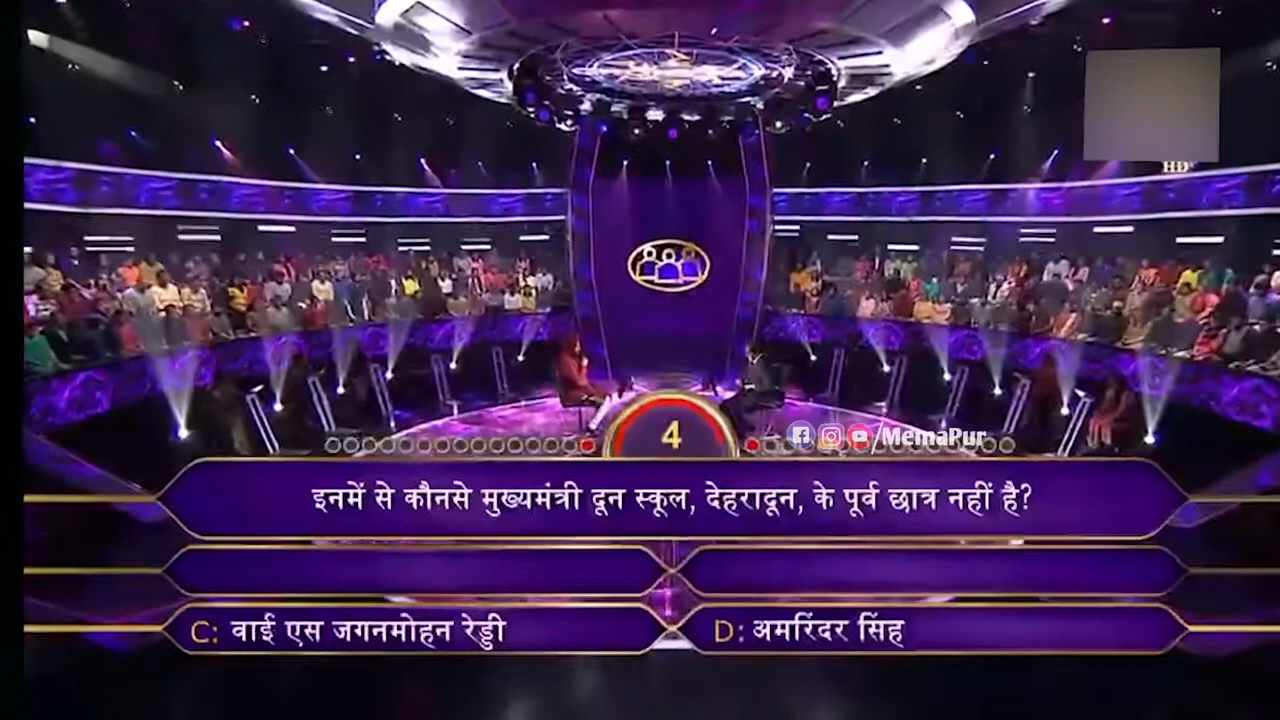 HD
4
/MemaPur
इनमें से कौनसे मुख्यमंत्री दून स्कूल, देहरादून, के पूर्व छात्र नहीं है?
C: वाई एस जगनमोहन रेड्डी
D: अमरिंदर सिंह